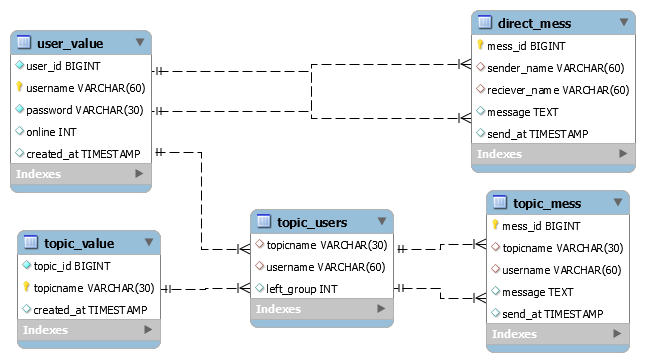 user_value
user_id BIGINT
username VARCHAR(60)
password VARCHAR(30)
online INT
created_at TIMESTAMP
Indexes
direct_mess
mess_id BIGINT
sender_name VARCHAR(60)
reciever_name VARCHAR(60)
message TEXT
send_at TIMESTAMP
Indexes
topic_value
topic_id BIGINT
topicname VARCHAR(30)
created_at TIMESTAMP
Indexes
topic_users
topicname VARCHAR(30)
username VARCHAR(60)
left_group INT
Indexes
topic_mess
mess_id BIGINT
topicname VARCHAR(30)
username VARCHAR(60)
message TEXT
send_at TIMESTAMP
Indexes